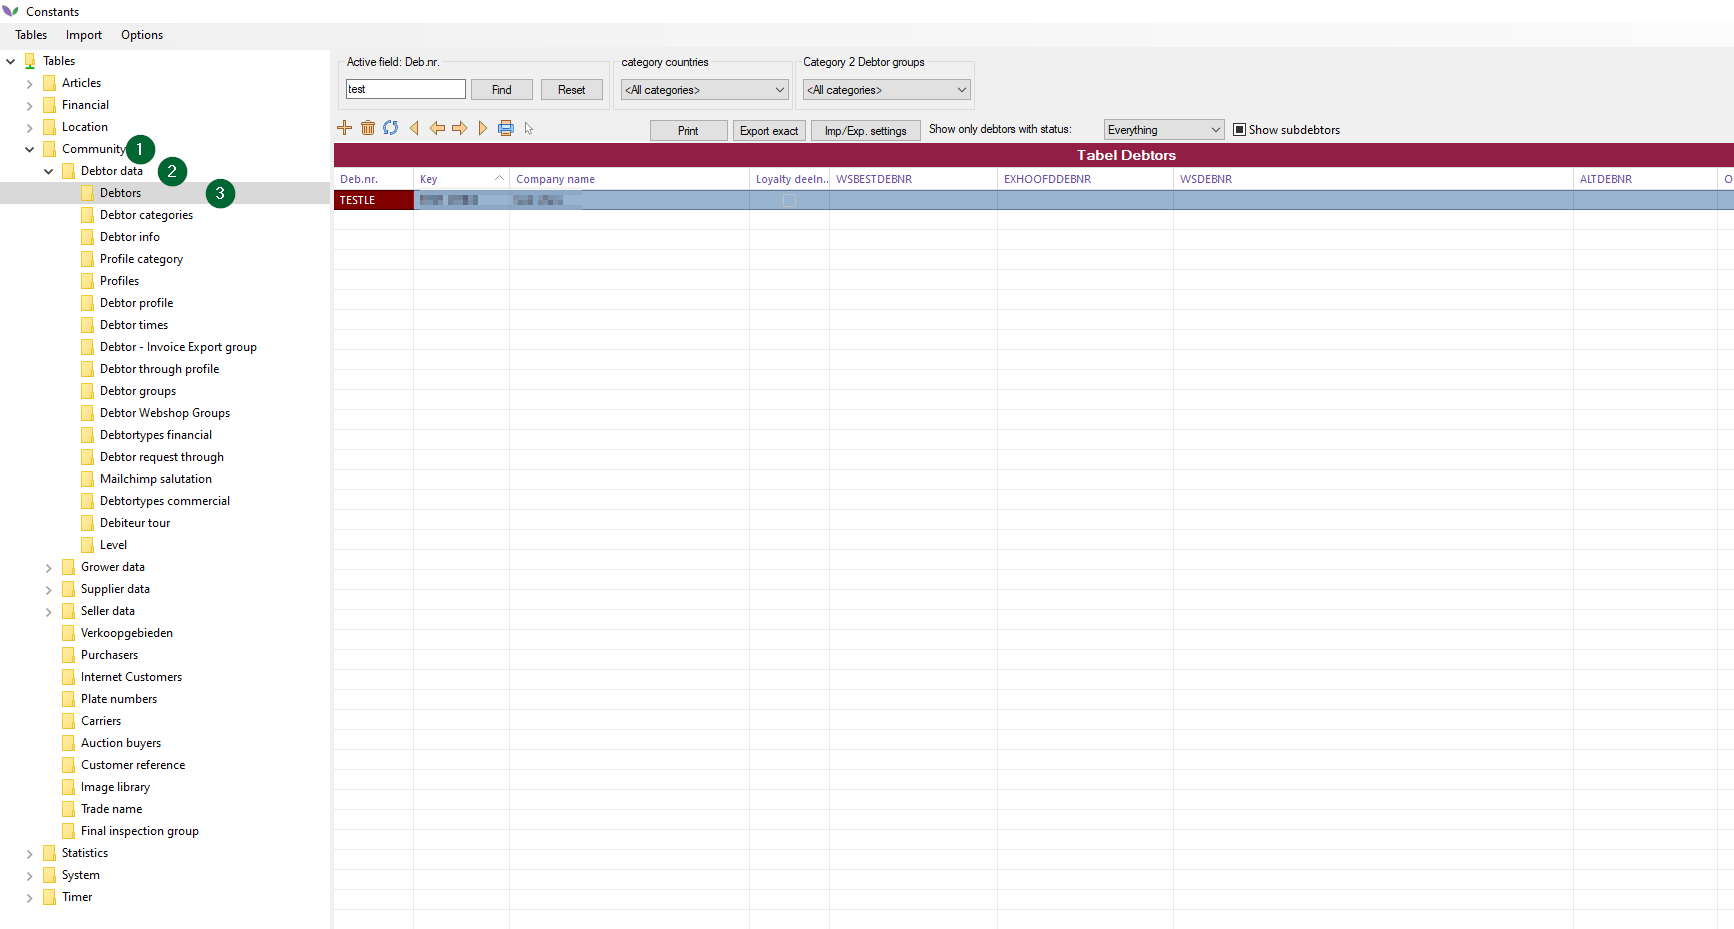 Constants
Tables Import Options
Tables
Articles
Financial
Location
Community 1
Debtor data 2
Debtors 3
Debtor categories
Debtor info
Profile category
Profiles
Debtor profile
Debtor times
Debtor - Invoice Export group
Debtor through profile
Debtor groups
Debtor Webshop Groups
Debtortypes financial
Debtor request through
Mailchimp salutation
Debtortypes commercial
Debiteur tour
Level
Grower data
Supplier data
Seller data
Verkoopgebieden
Purchasers
Internet Customers
Plate numbers
Carriers
Auction buyers
Customer reference
Image library
Trade name
Final inspection group
Statistics
System
Timer
Active field: Deb.nr. category countries Category 2 Debtor groups
test Find Reset <All categories> <All categories>
Print Export exact Imp/Exp. settings Show only debtors with status: Everything Show subdebtors
Tabel Debtors
Deb.nr. Key Company name Loyalty deeln.. WSBESTDEBNR EXHOOFDDEBNR WSDEBNR ALTDEBNR O
TESTLE